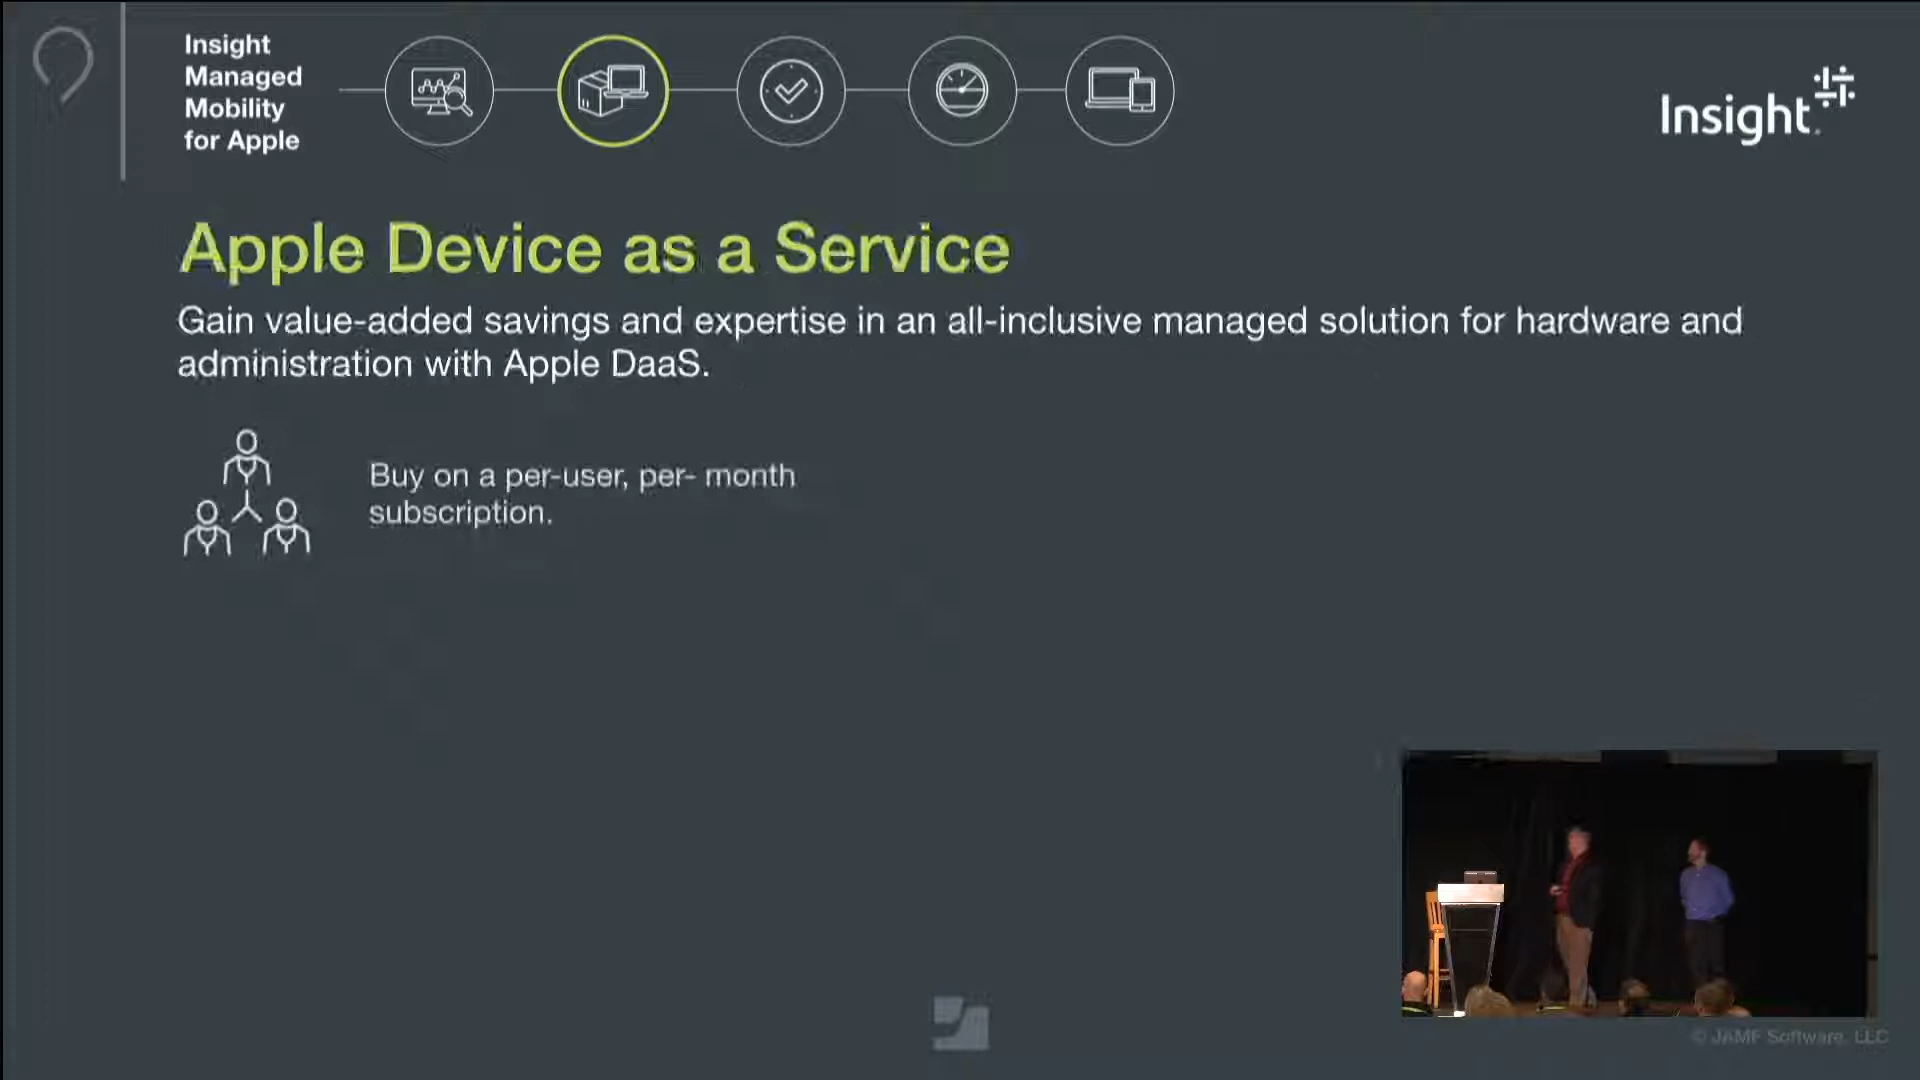 Insight
Managed
Mobility
for Apple
Insight
Apple Device as a Service
Gain value-added savings and expertise in an all-inclusive managed solution for hardware and
administration with Apple DaaS.
Buy on a per-user, per- month
subscription.
© JAMF Software, LLC